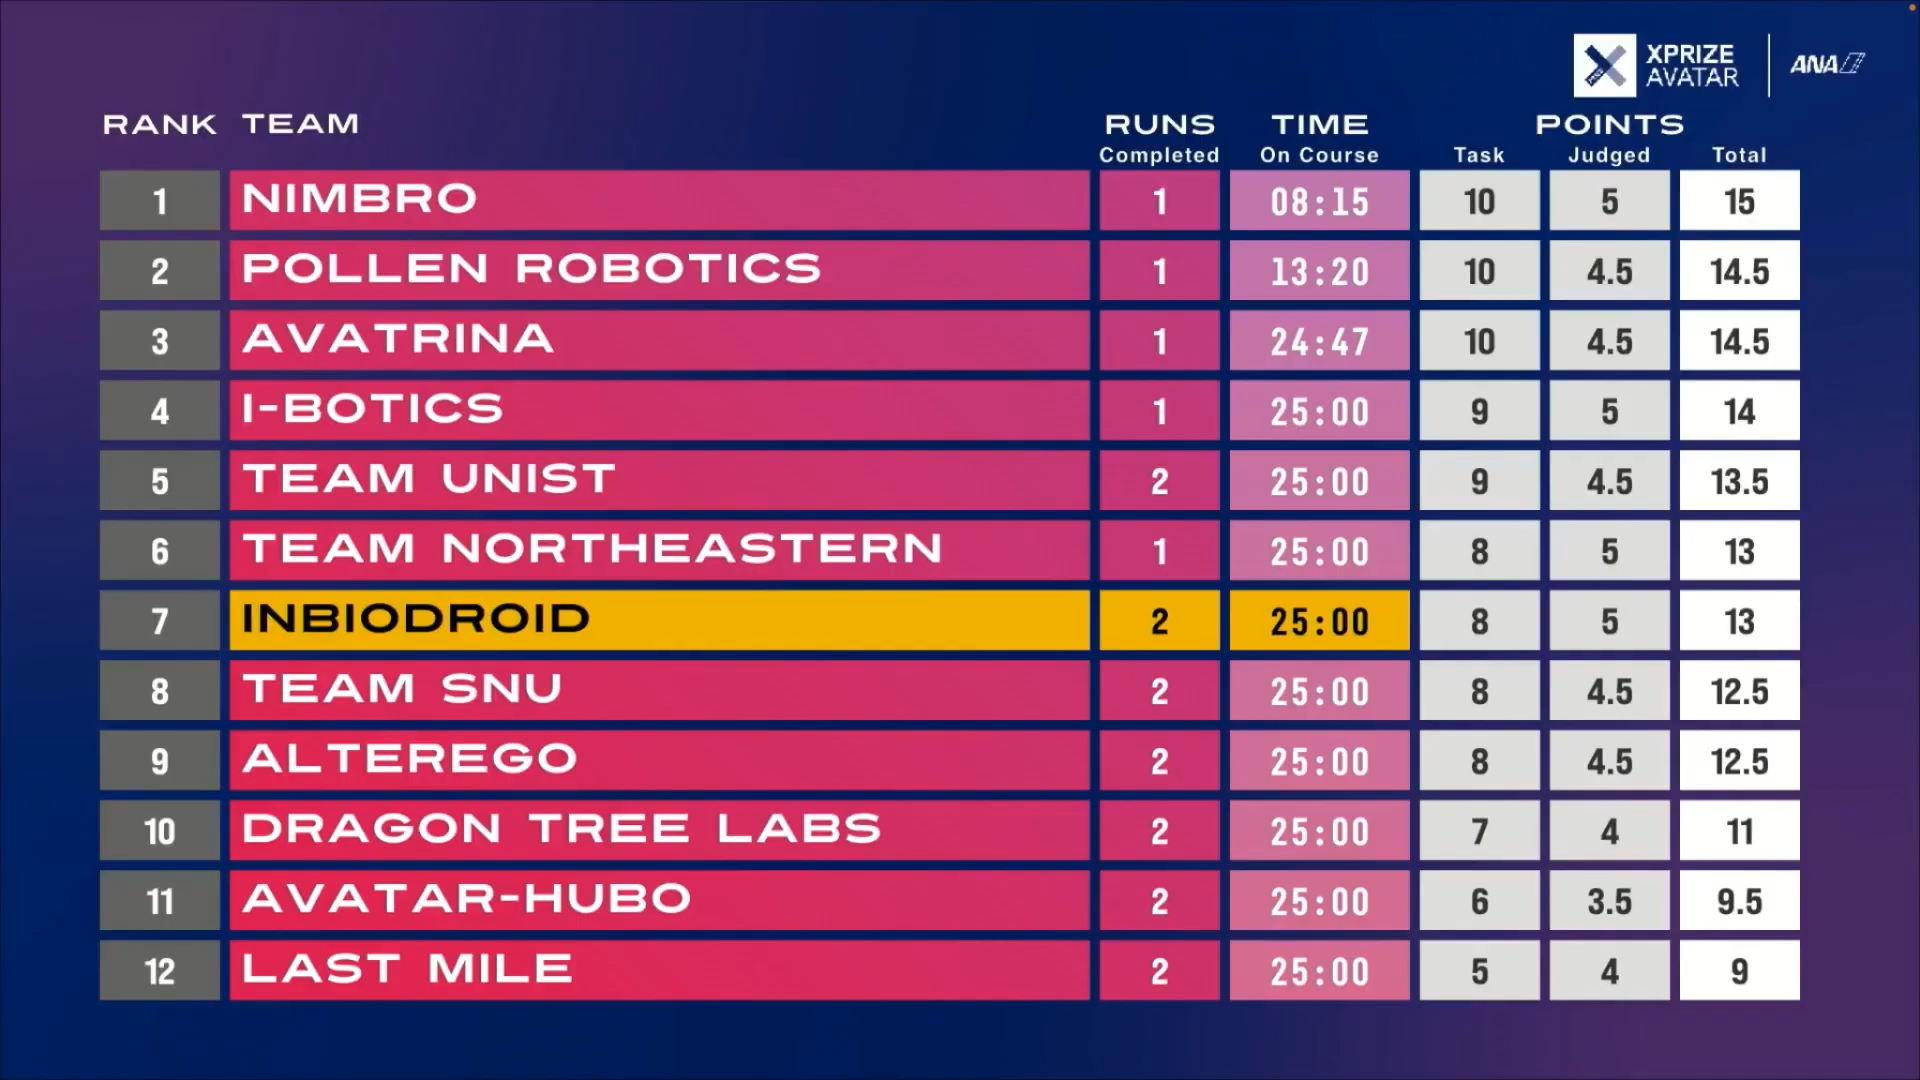 XPRIZE
AVATAR
ANA
RANK TEAM RUNS TIME POINTS
Completed On Course Task Judged Total
1 NIMBRO 1 08:15 10 5 15
2 POLLEN ROBOTICS 1 13:20 10 4.5 14.5
3 AVATRINA 1 24:47 10 4.5 14.5
4 I-BOTICS 1 25:00 9 5 14
5 TEAM UNIST 2 25:00 9 4.5 13.5
6 TEAM NORTHEASTERN 1 25:00 8 5 13
7 INBIODROID 2 25:00 8 5 13
8 TEAM SNU 2 25:00 8 4.5 12.5
9 ALTEREGO 2 25:00 8 4.5 12.5
10 DRAGON TREE LABS 2 25:00 7 4 11
11 AVATAR-HUBO 2 25:00 6 3.5 9.5
12 LAST MILE 2 25:00 5 4 9